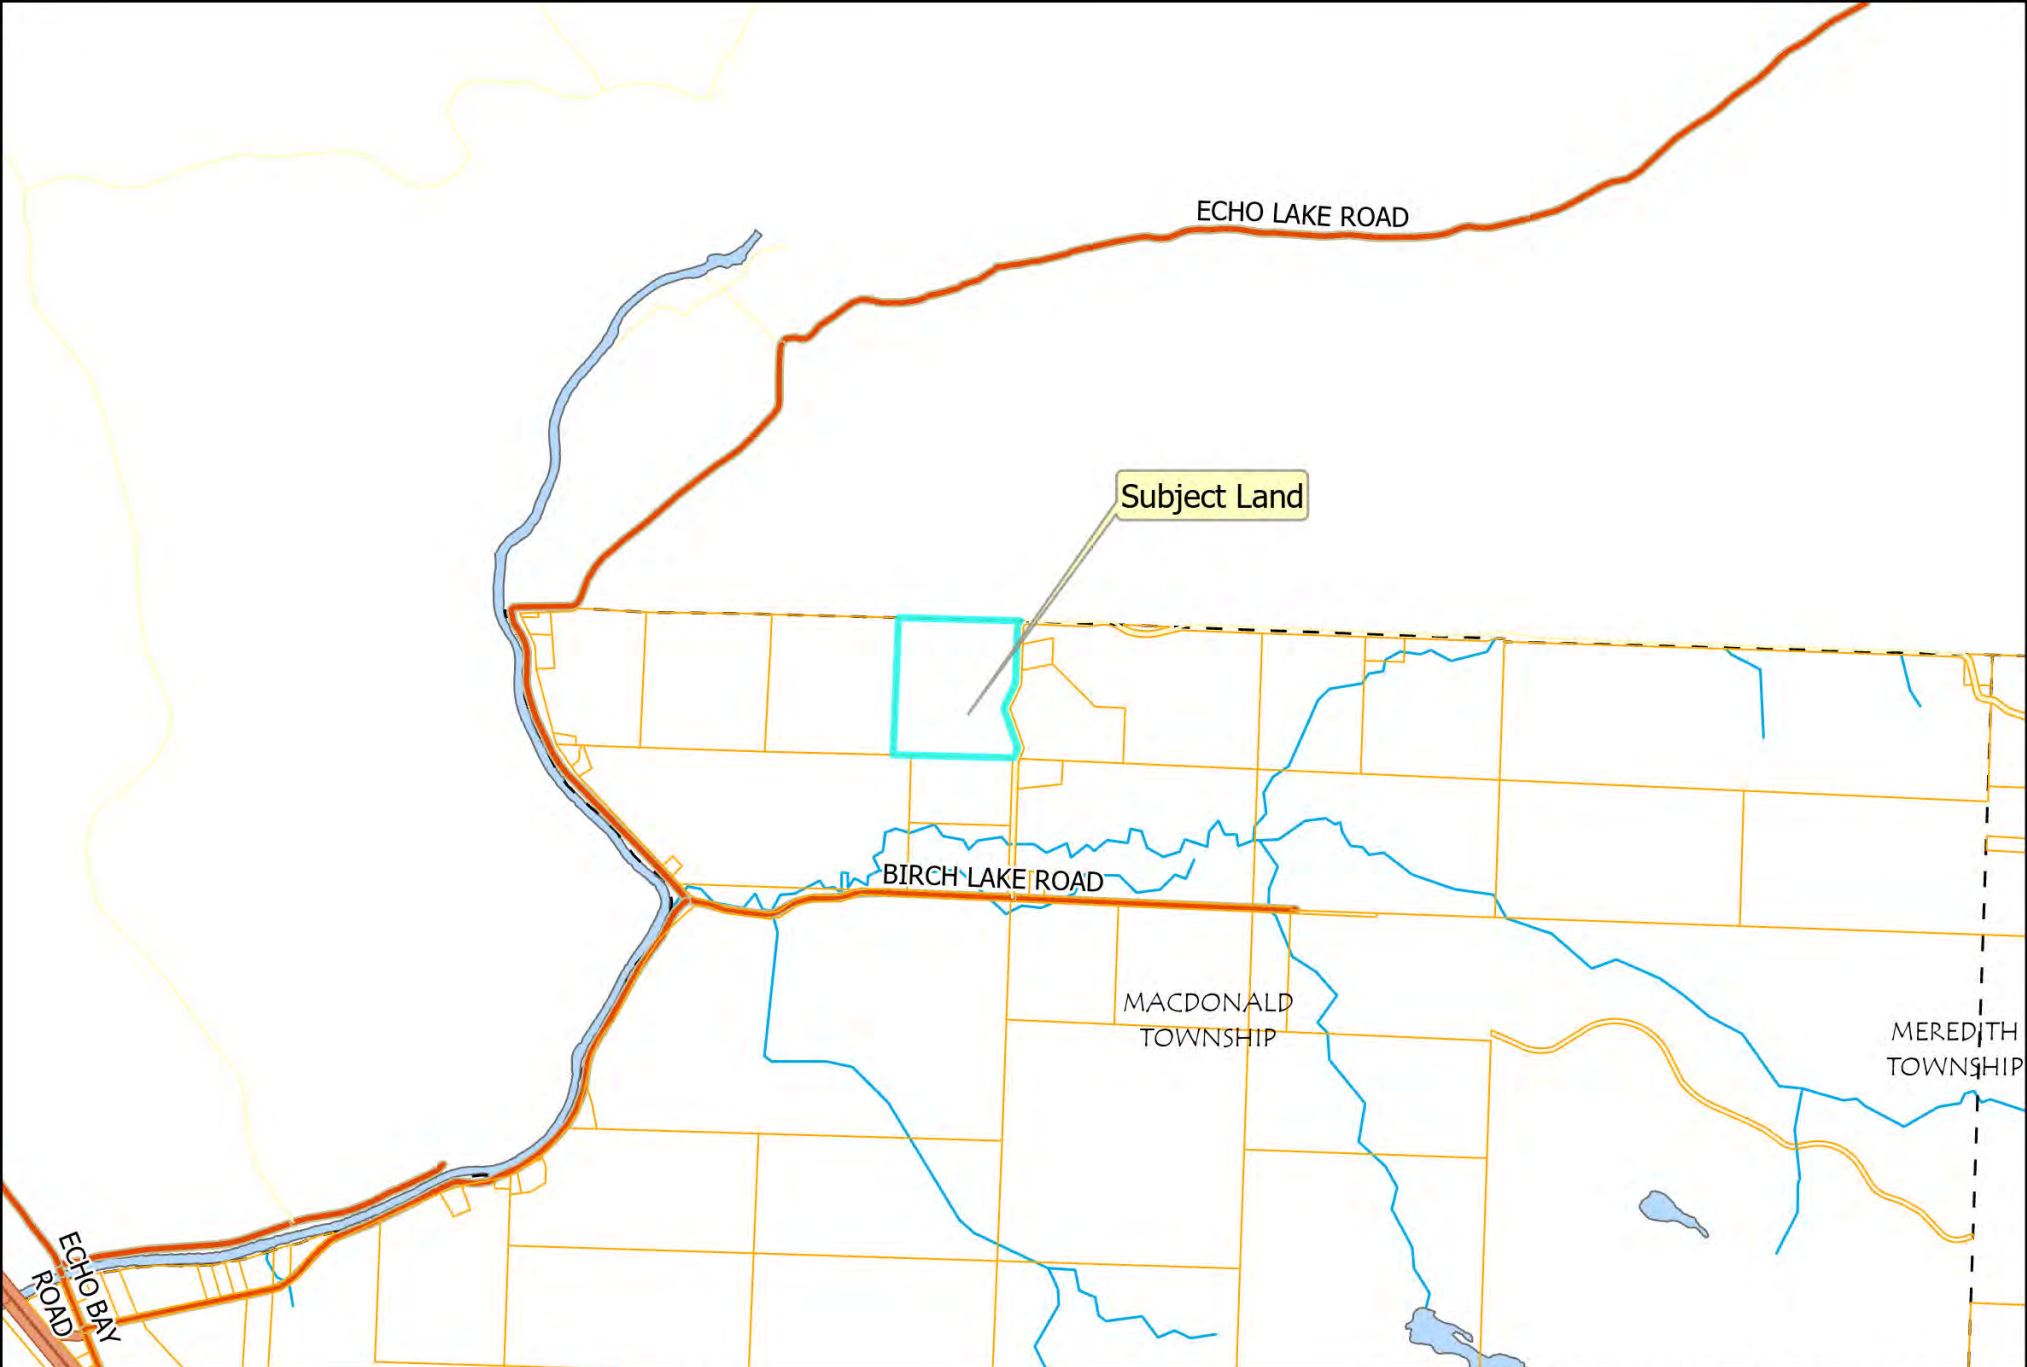 ECHO LAKE ROAD
Subject Land
BIRCH LAKE ROAD
MACDONALD
TOWNSHIP
MEREDITH
TOWNSHIP
ECHO BAY
ROAD